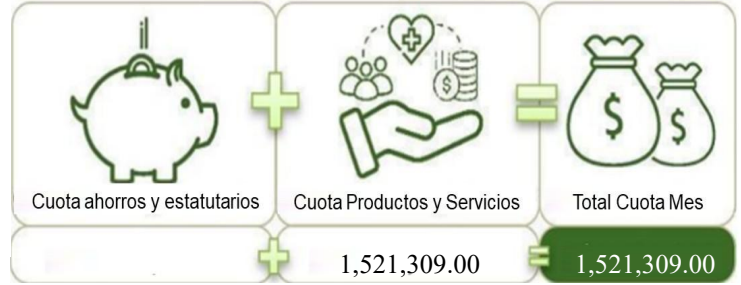 Cuota ahorros y estatutarios
Cuota Productos y Servicios
Total Cuota Mes
+ 1,521,309.00 = 1,521,309.00